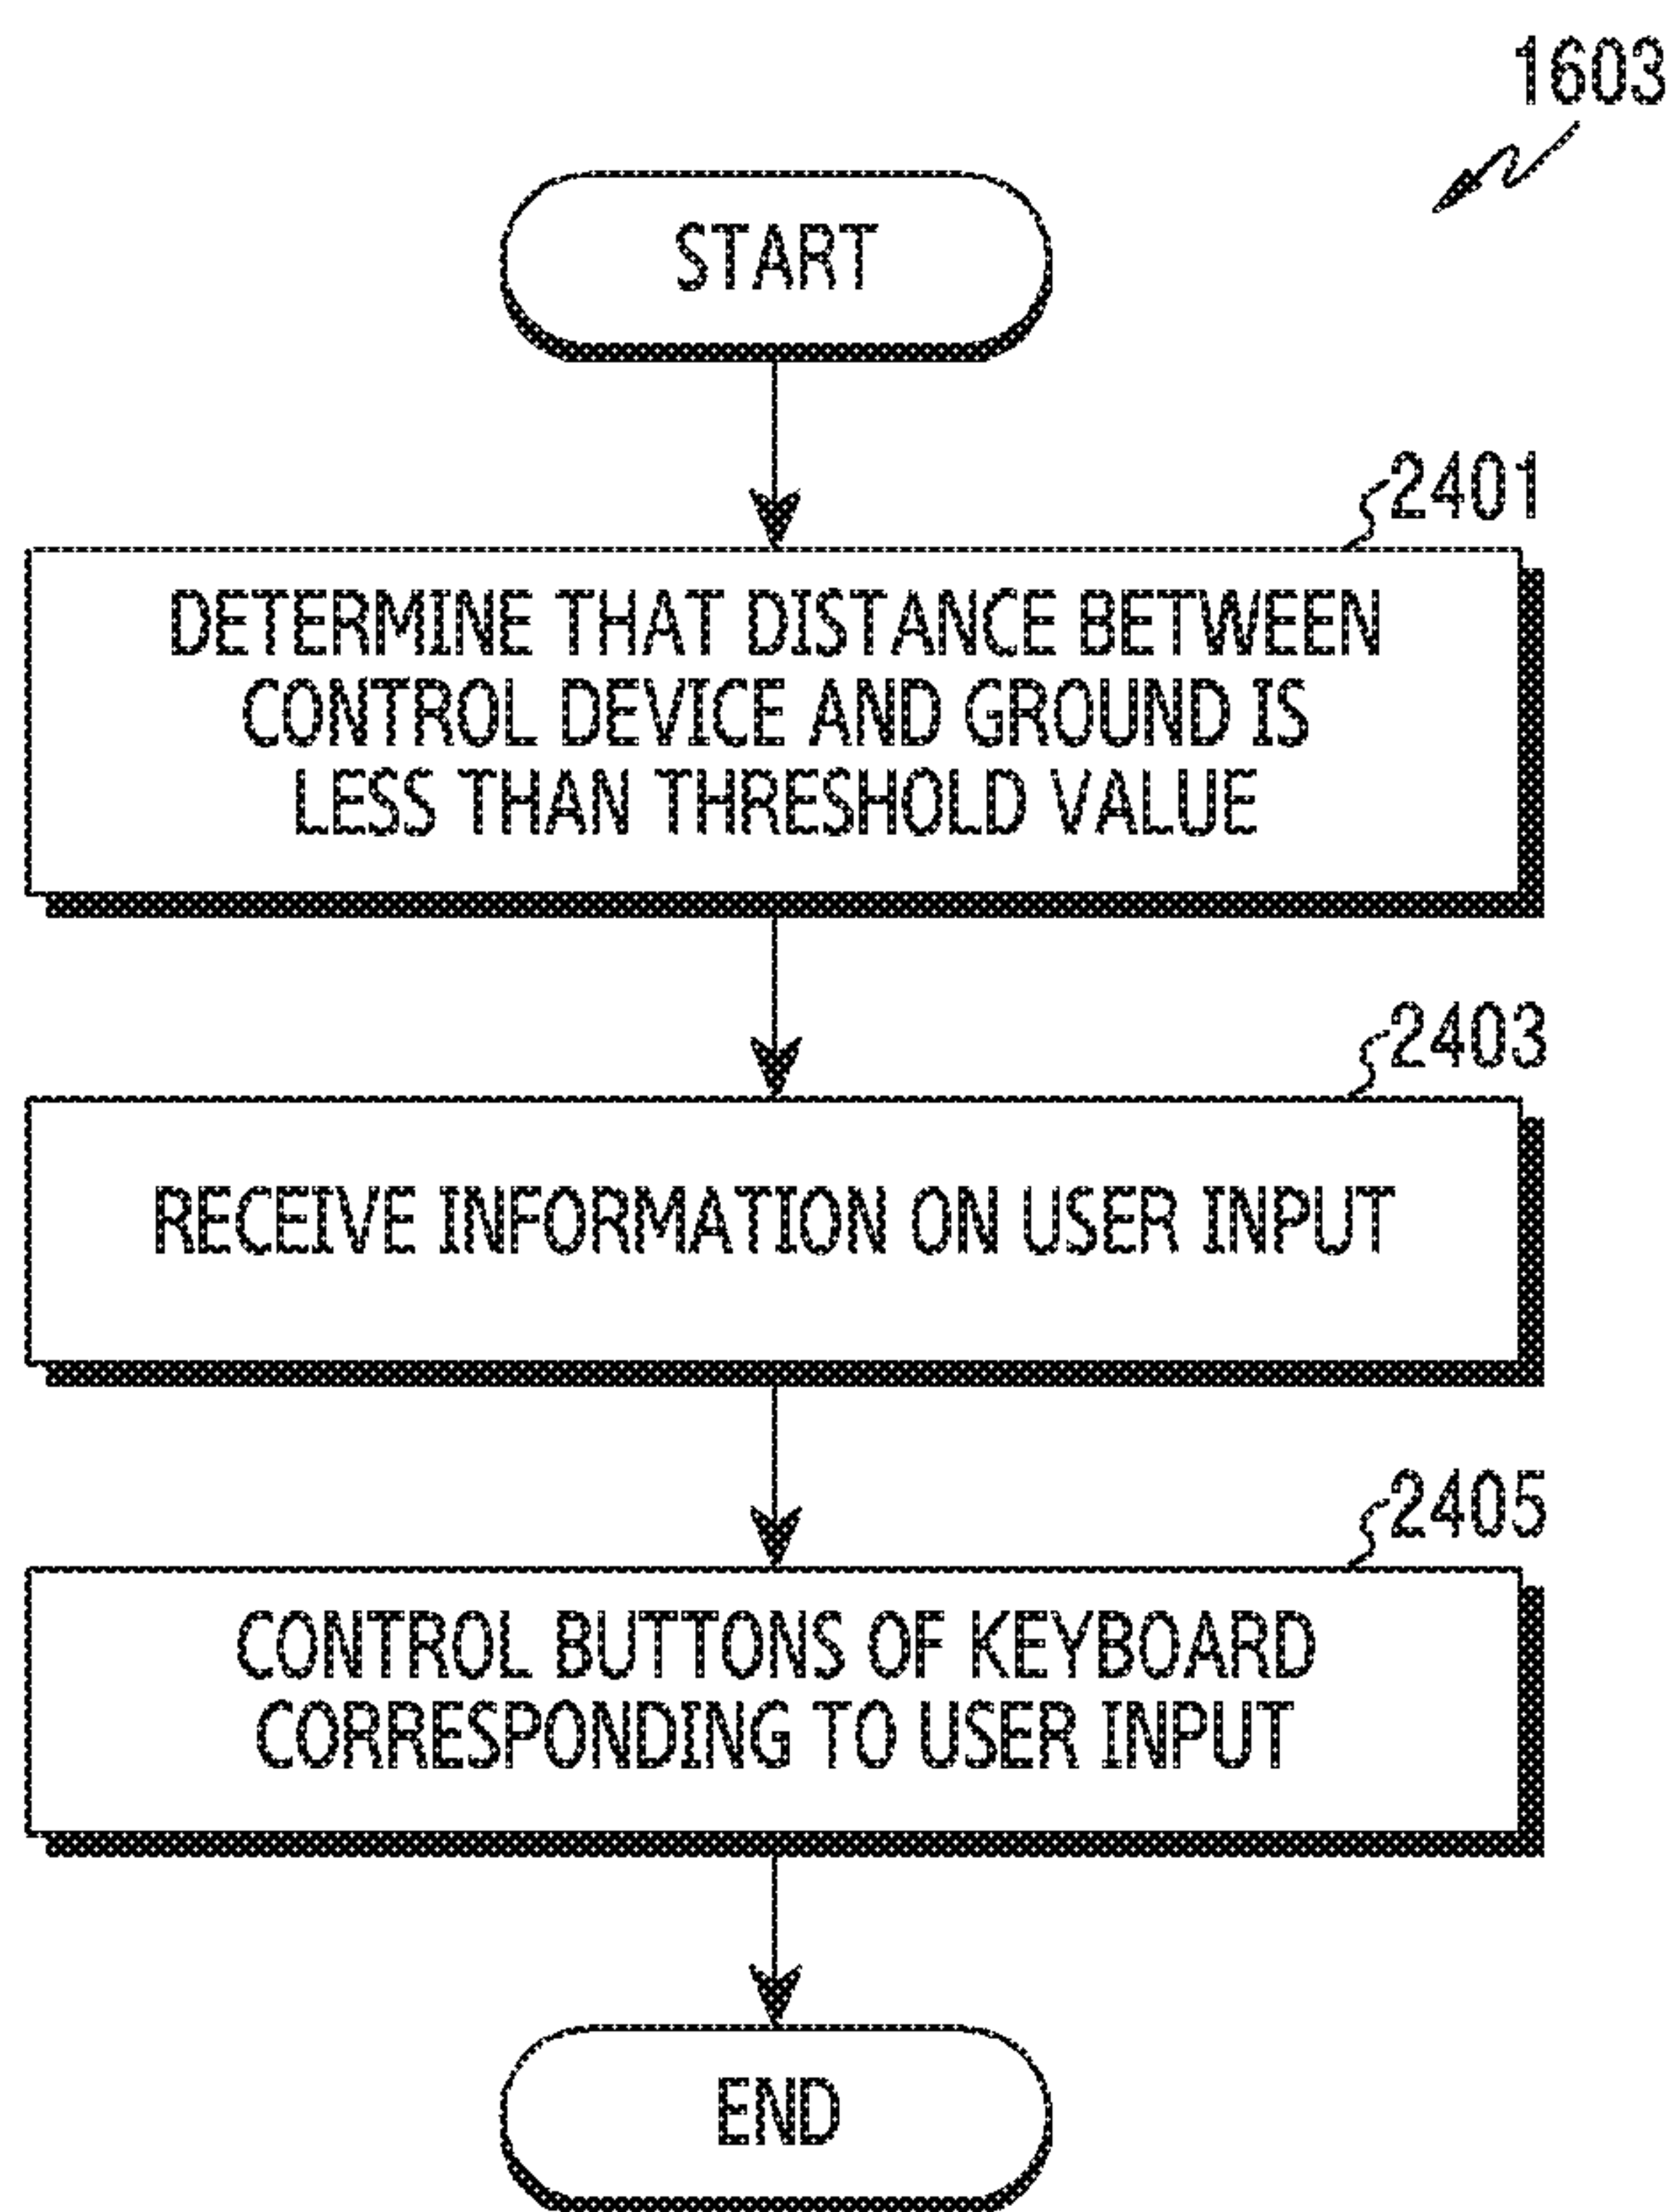 1603
START
2401
DETERMINE THAT DISTANCE BETWEEN
CONTROL DEVICE AND GROUND IS
LESS THAN THRESHOLD VALUE
2403
RECEIVE INFORMATION ON USER INPUT
2405
CONTROL BUTTONS OF KEYBOARD
CORRESPONDING TO USER INPUT
END